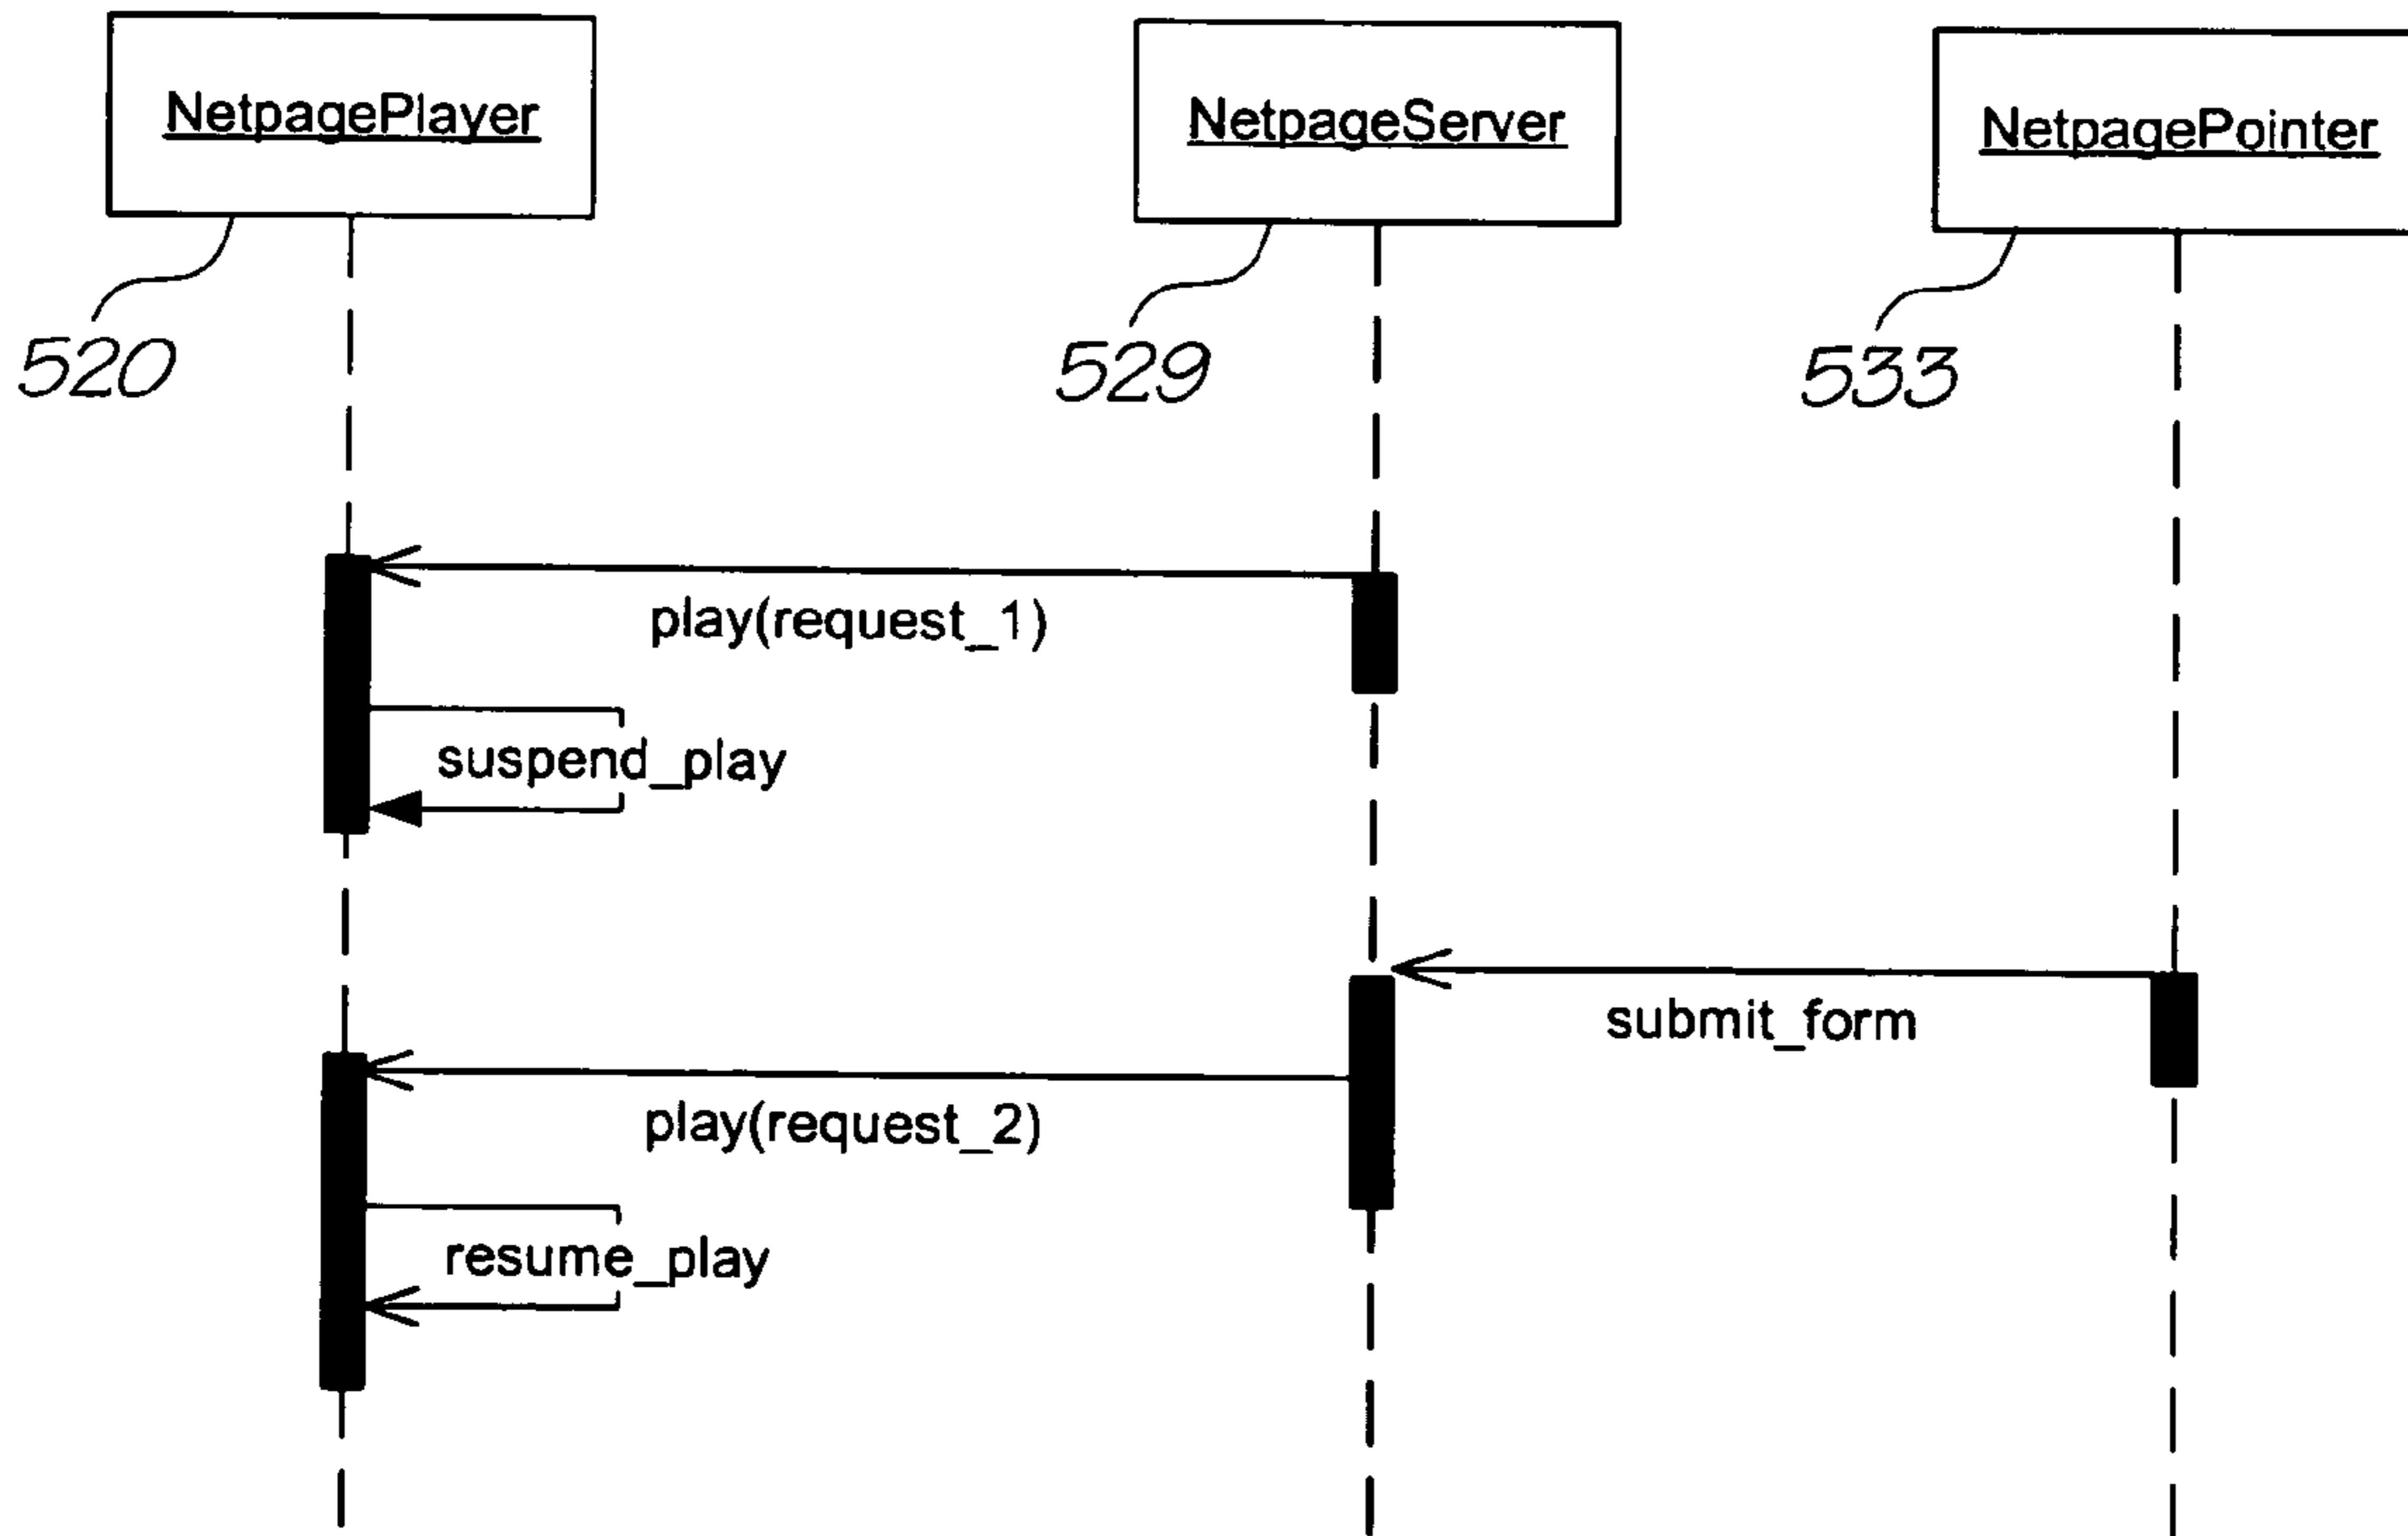 NetpagePlayer
NetpageServer
NetpagePointer
520
529
533
play(request_1)
suspend_play
submit_form
play(request_2)
resume_play